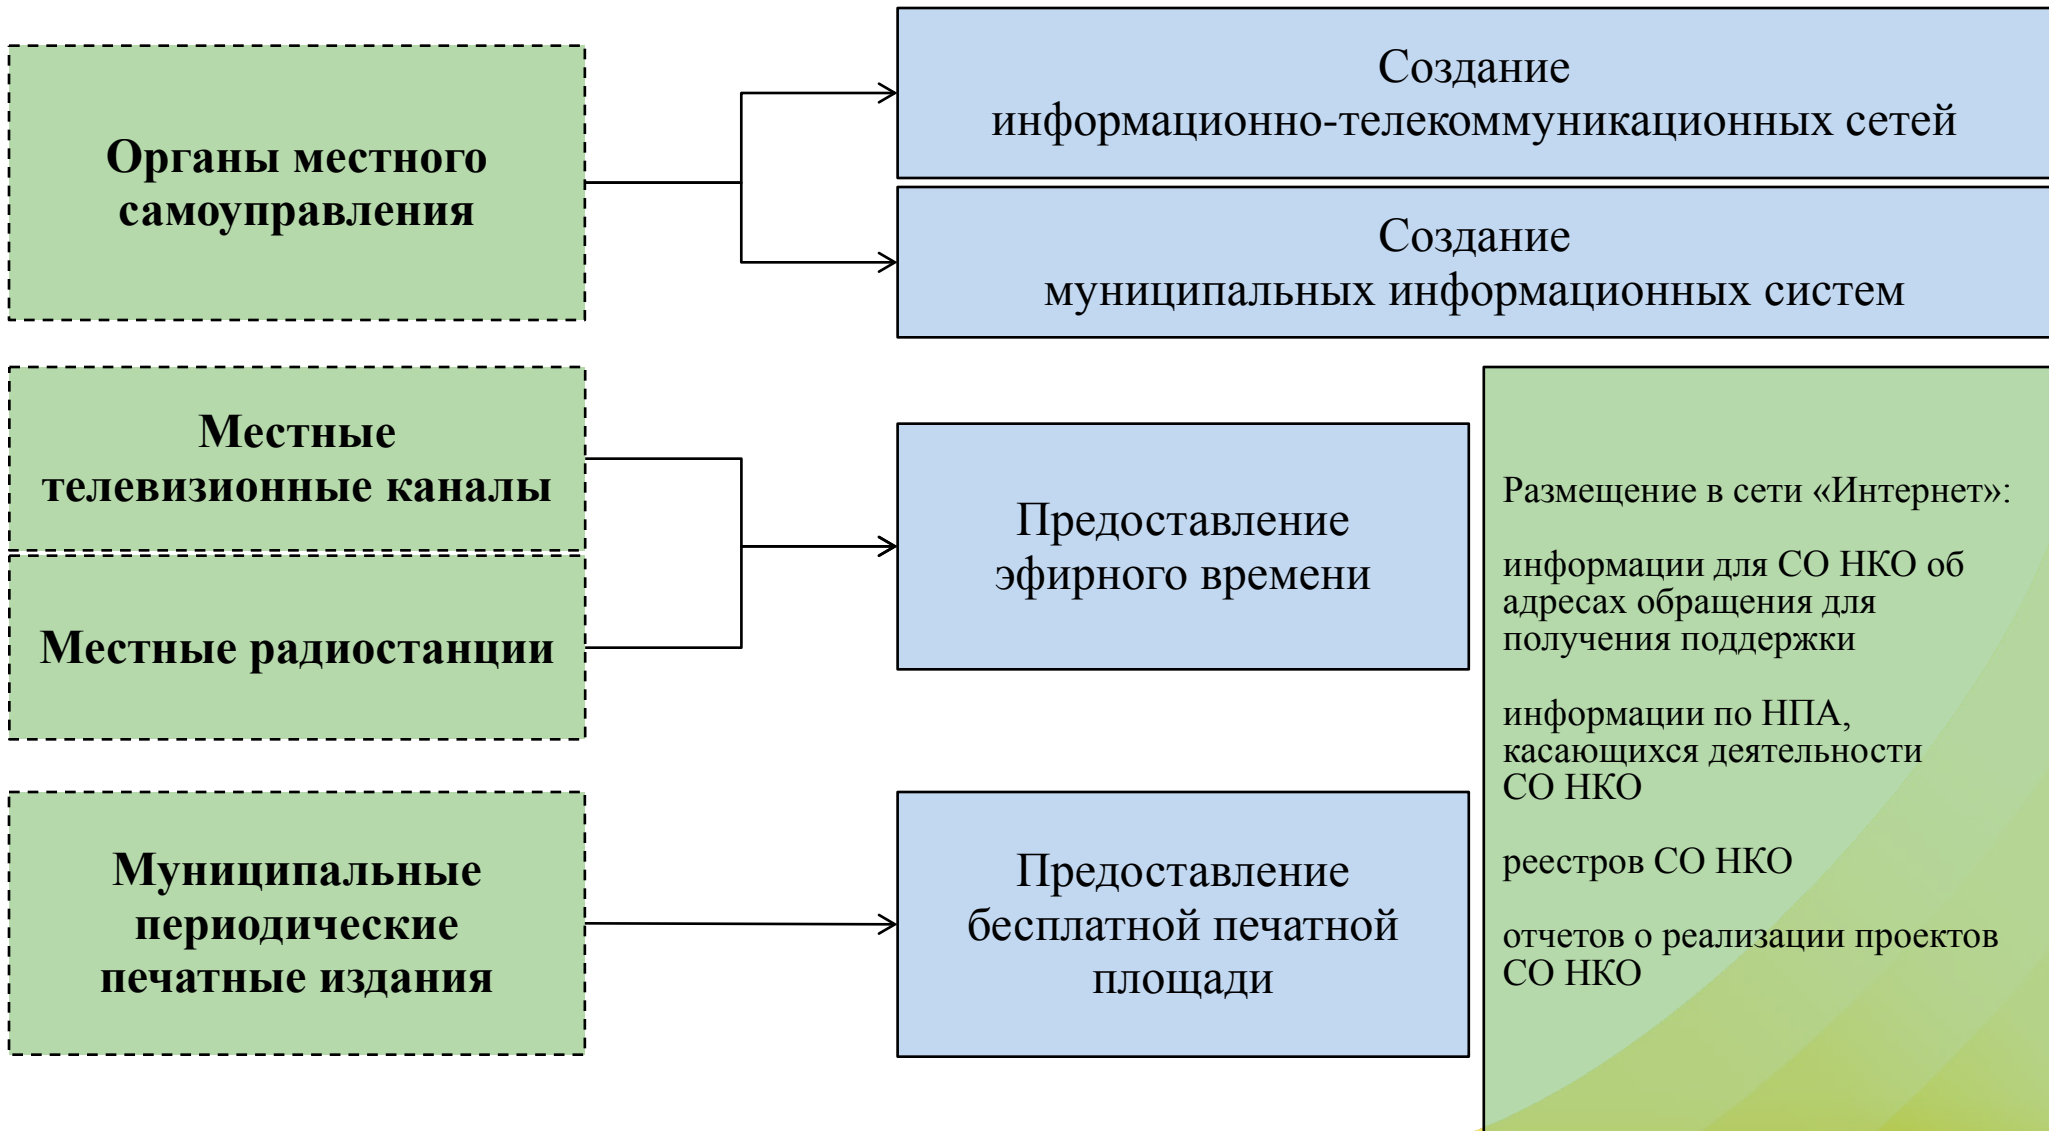 Органы местного
самоуправления
Создание
информационно-телекоммуникационных сетей
Создание
муниципальных информационных систем
Местные
телевизионные каналы
Местные радиостанции
Предоставление
эфирного времени
Муниципальные
периодические
печатные издания
Предоставление
бесплатной печатной
площади
Размещение в сети «Интернет»:
информации для СО НКО об
адресах обращения для
получения поддержки
информации по НПА,
касающихся деятельности
СО НКО
реестров СО НКО
отчетов о реализации проектов
СО НКО